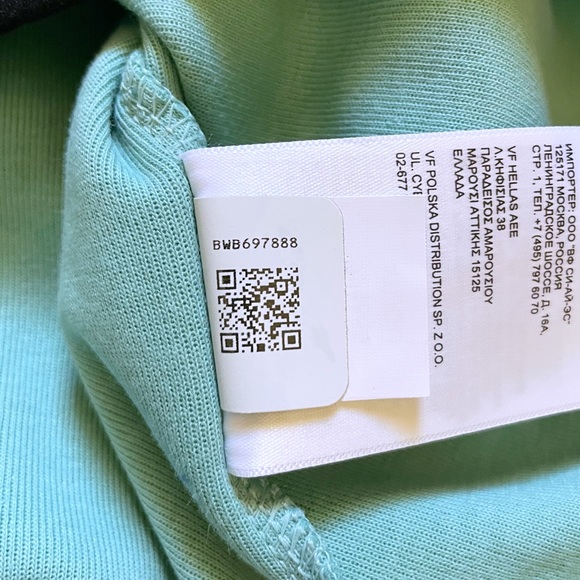 BWB697888
ИМПОРТЕР: ООО "ВФ СИ-АЙ-ЭС"
125171 МОСКВА, РОССИЯ
ЛЕНИНГРАДСКОЕ ШОССЕ, Д. 16А,
СТР. 1, ТЕЛ. +7 (495) 797 60 70
VF HELLAS AEE
Λ.ΚΗΦΙΣΙΑΣ 38
ΠΑΡΑΔΕΙΣΟΣ ΑΜΑΡΟΥΣΙΟΥ
ΜΑΡΟΥΣΙ ΑΤΤΙΚΗΣ 15125
ΕΛΛΑΔΑ
VF POLSKA DISTRIBUTION SP. Z O.O.
UL.
02-677